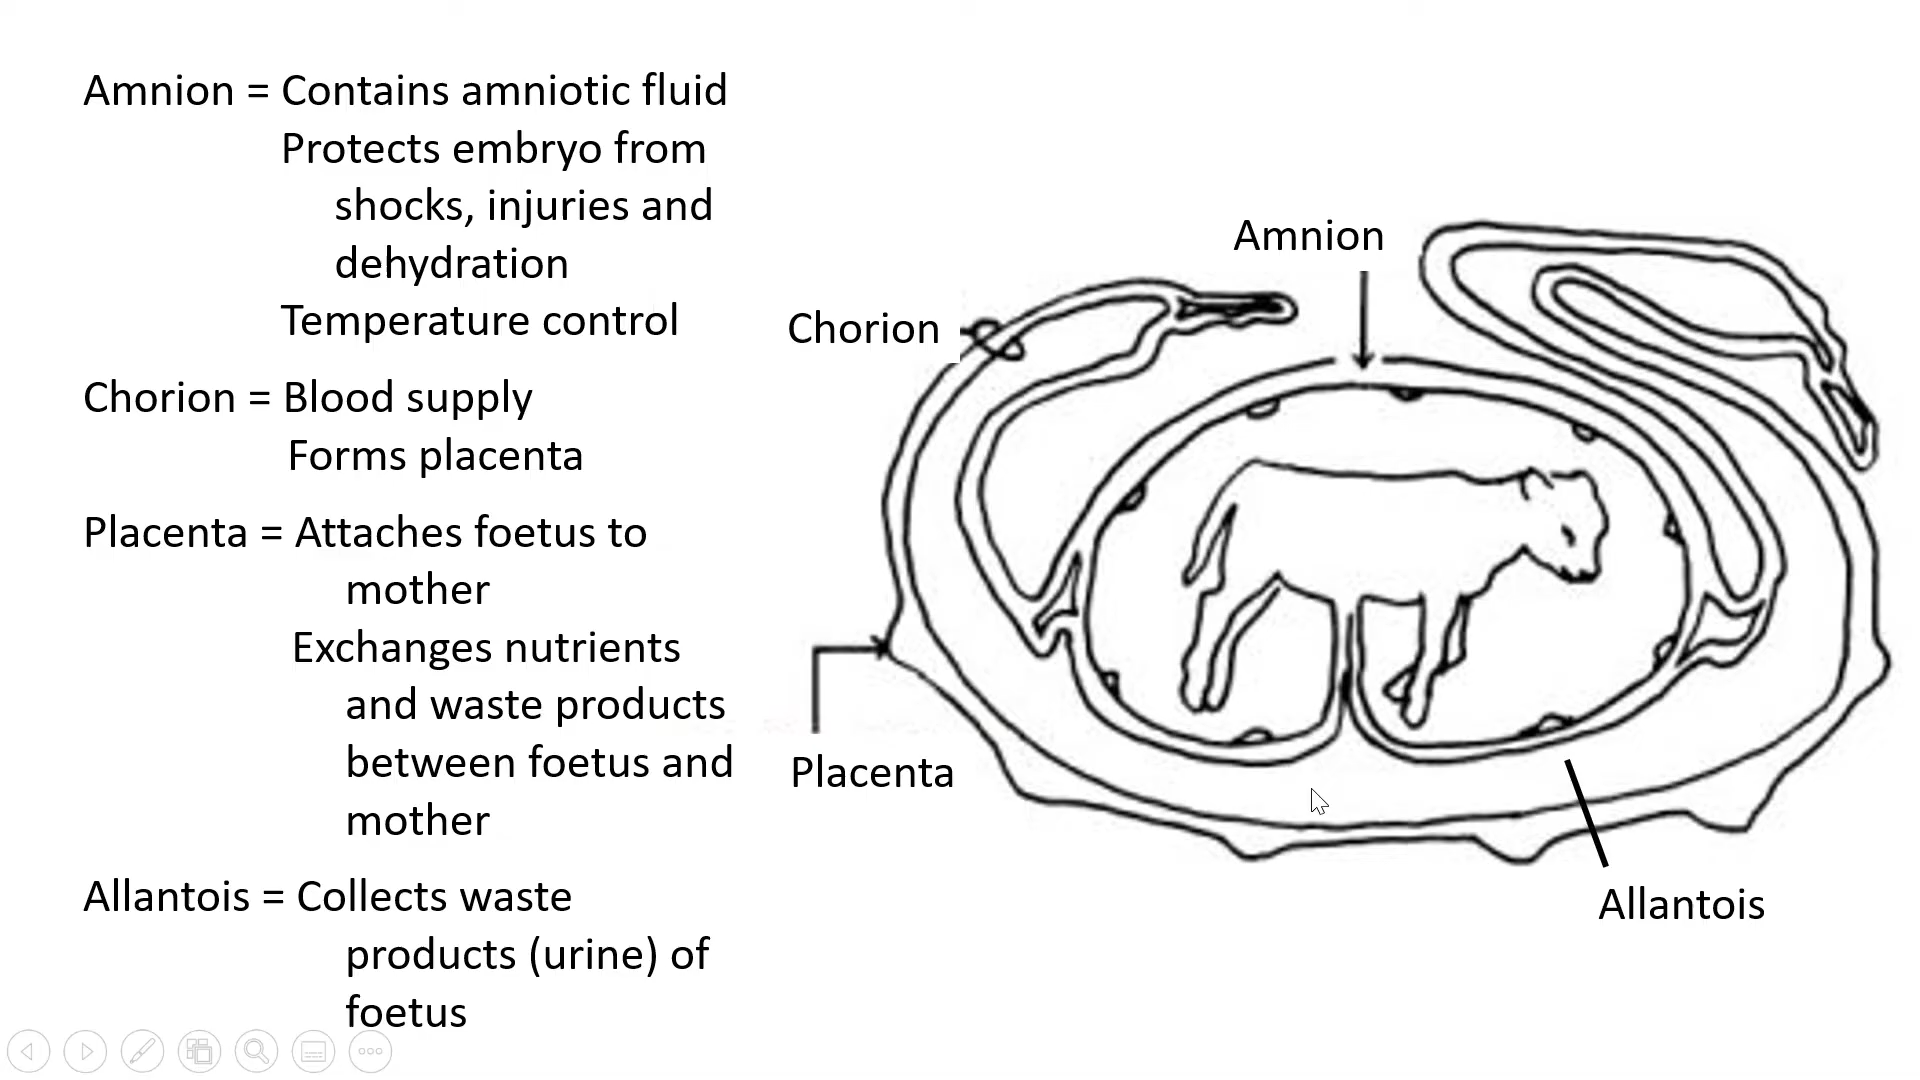 Amnion = Contains amniotic fluid
Protects embryo from
shocks, injuries and
dehydration
Temperature control
Chorion = Blood supply
Forms placenta
Placenta = Attaches foetus to
mother
Exchanges nutrients
and waste products
between foetus and
mother
Allantois = Collects waste
products (urine) of
foetus
Amnion
Chorion
Placenta
Allantois